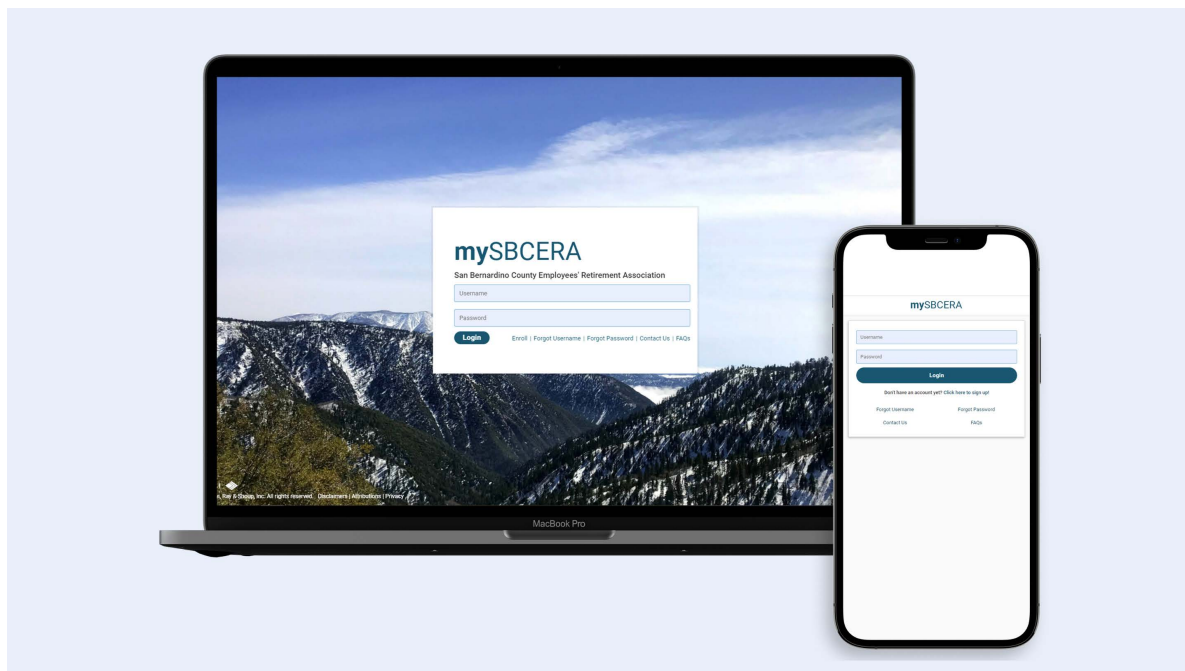 mySBCERA
San Bernardino County Employees' Retirement Association
Username
Password
Login Enroll | Forgot Username | Forgot Password | Contact Us | FAQs
e, Ray & Shoup, Inc. All rights reserved. Disclaimers | Attributions | Privacy
MacBook Pro
mySBCERA
Username
Password
Login
Don't have an account yet? Click here to sign up!
Forgot Username Forgot Password
Contact Us FAQs